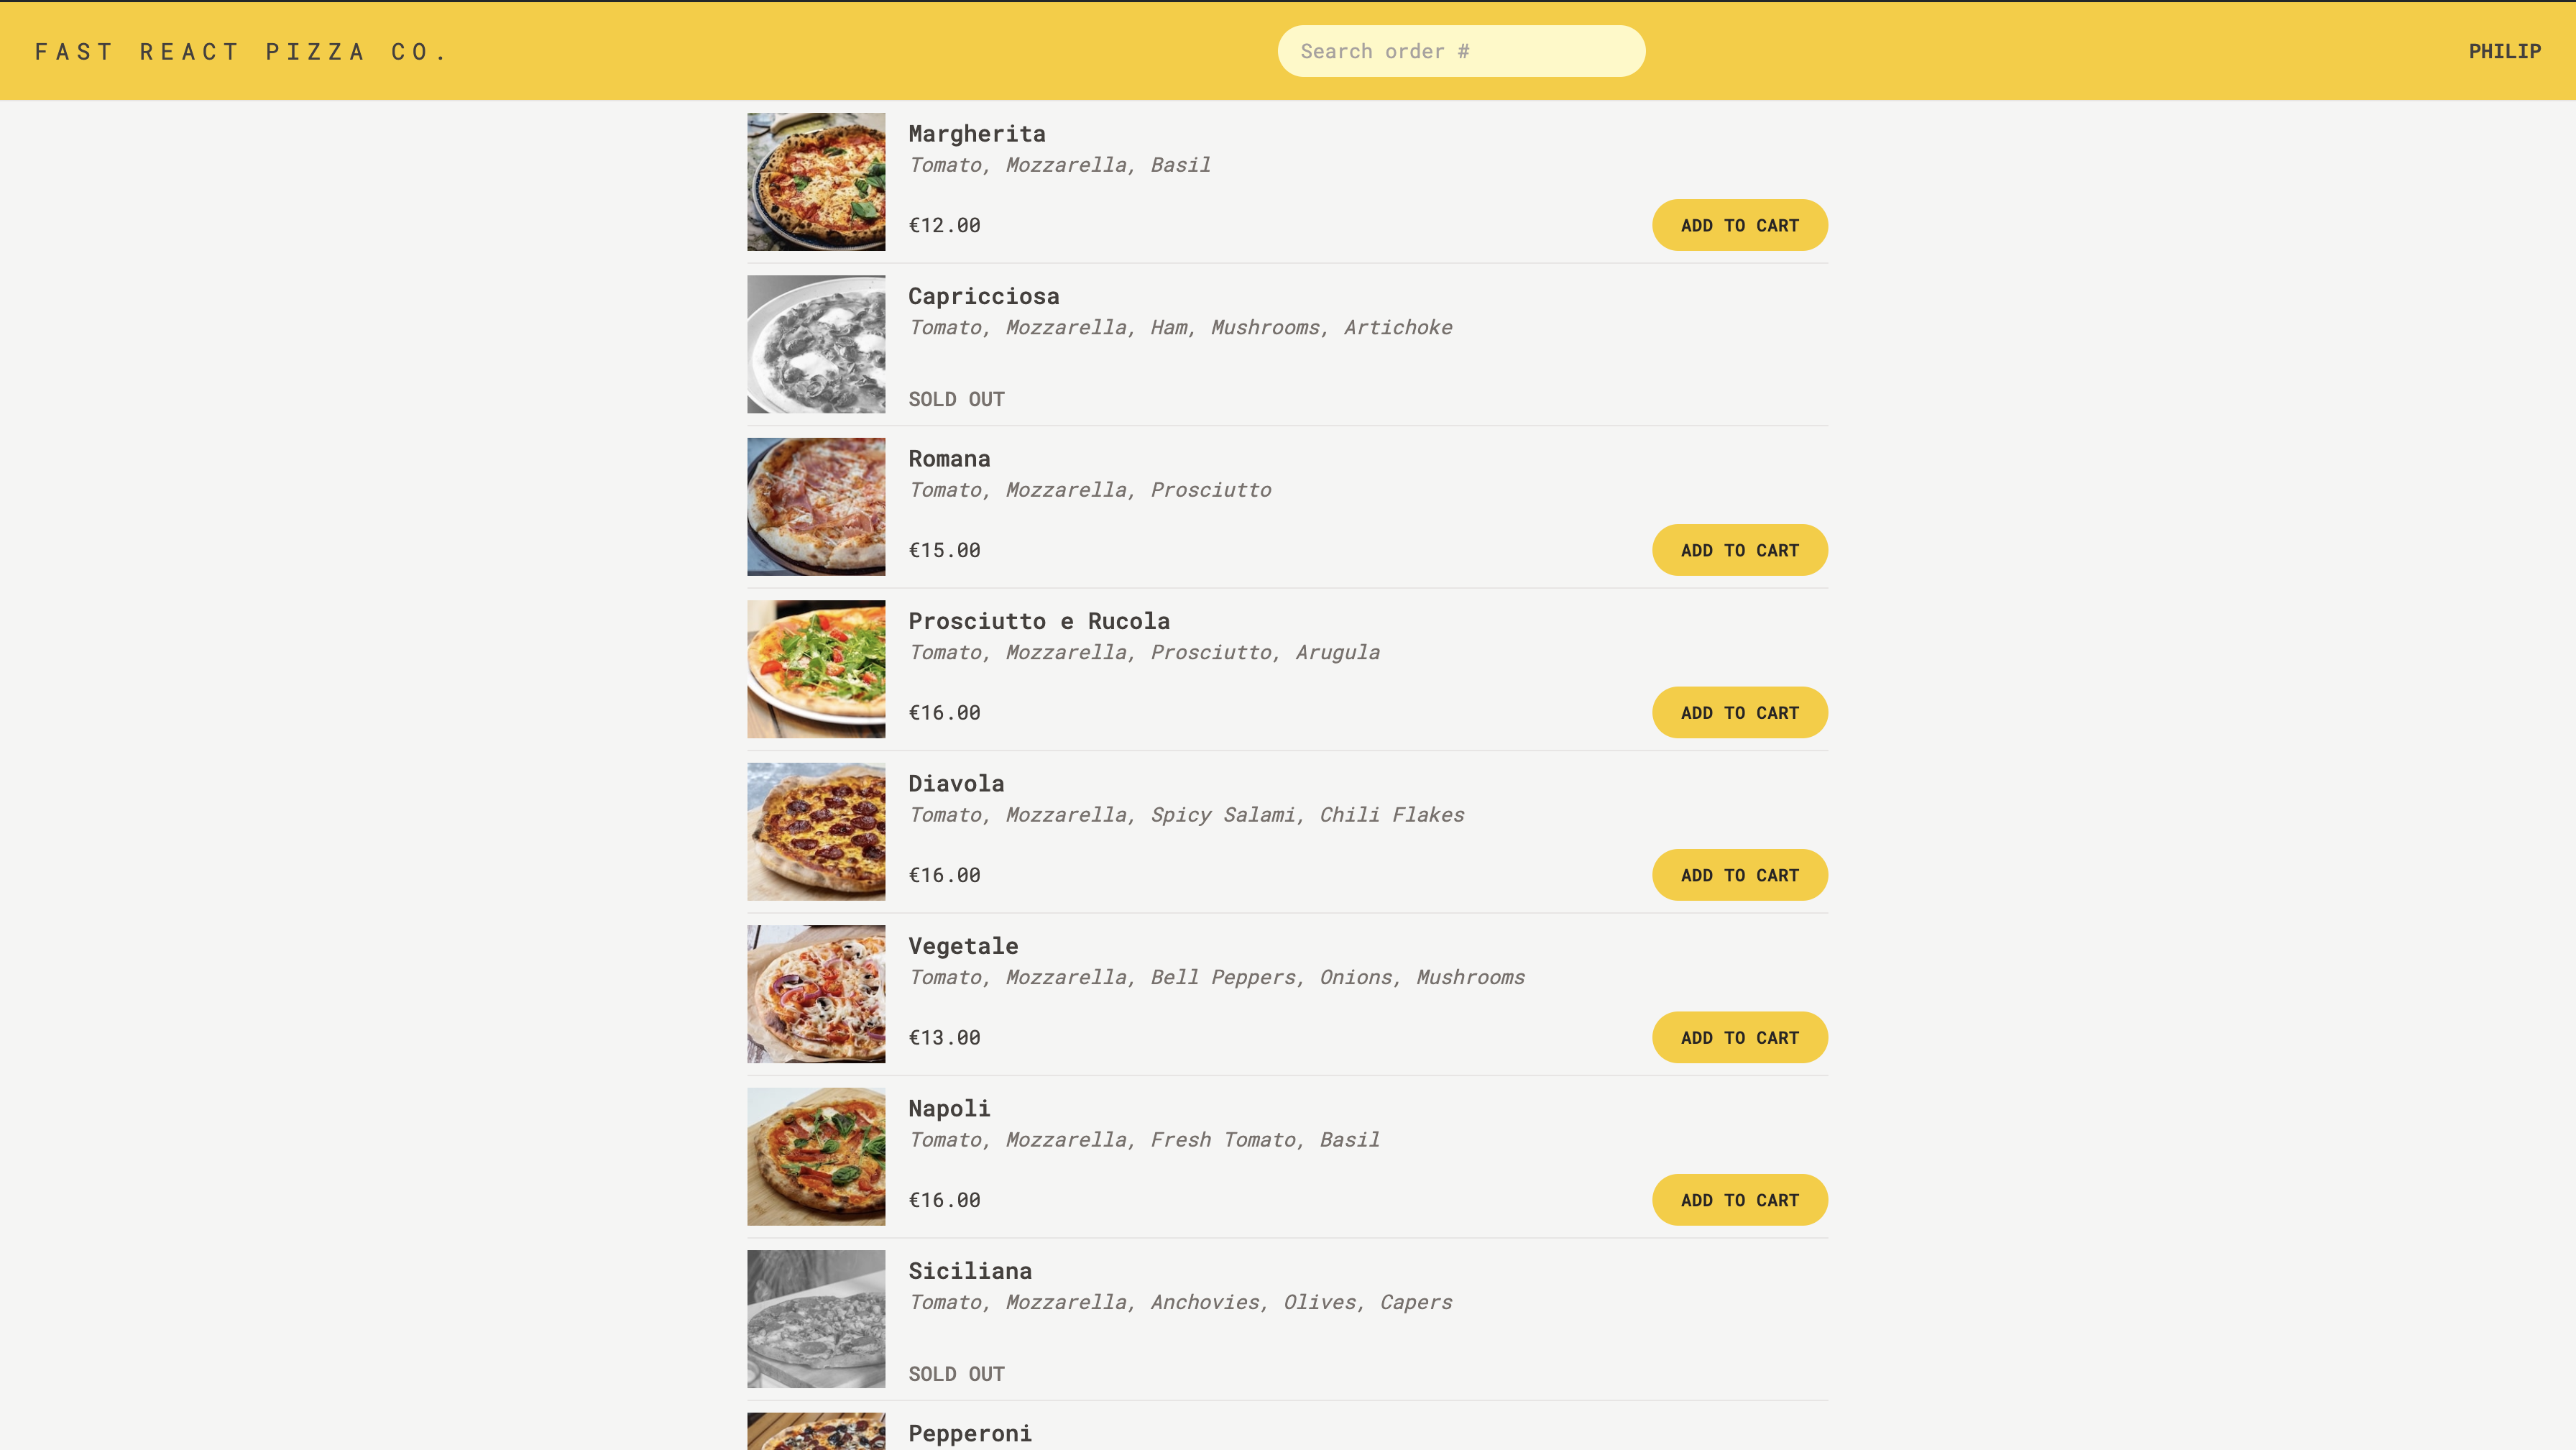 FAST REACT PIZZA CO.
Search order #
PHILIP
Margherita
Tomato, Mozzarella, Basil
€12.00
ADD TO CART
Capricciosa
Tomato, Mozzarella, Ham, Mushrooms, Artichoke
SOLD OUT
Romana
Tomato, Mozzarella, Prosciutto
€15.00
ADD TO CART
Prosciutto e Rucola
Tomato, Mozzarella, Prosciutto, Arugula
€16.00
ADD TO CART
Diavola
Tomato, Mozzarella, Spicy Salami, Chili Flakes
€16.00
ADD TO CART
Vegetale
Tomato, Mozzarella, Bell Peppers, Onions, Mushrooms
€13.00
ADD TO CART
Napoli
Tomato, Mozzarella, Fresh Tomato, Basil
€16.00
ADD TO CART
Siciliana
Tomato, Mozzarella, Anchovies, Olives, Capers
SOLD OUT
Pepperoni